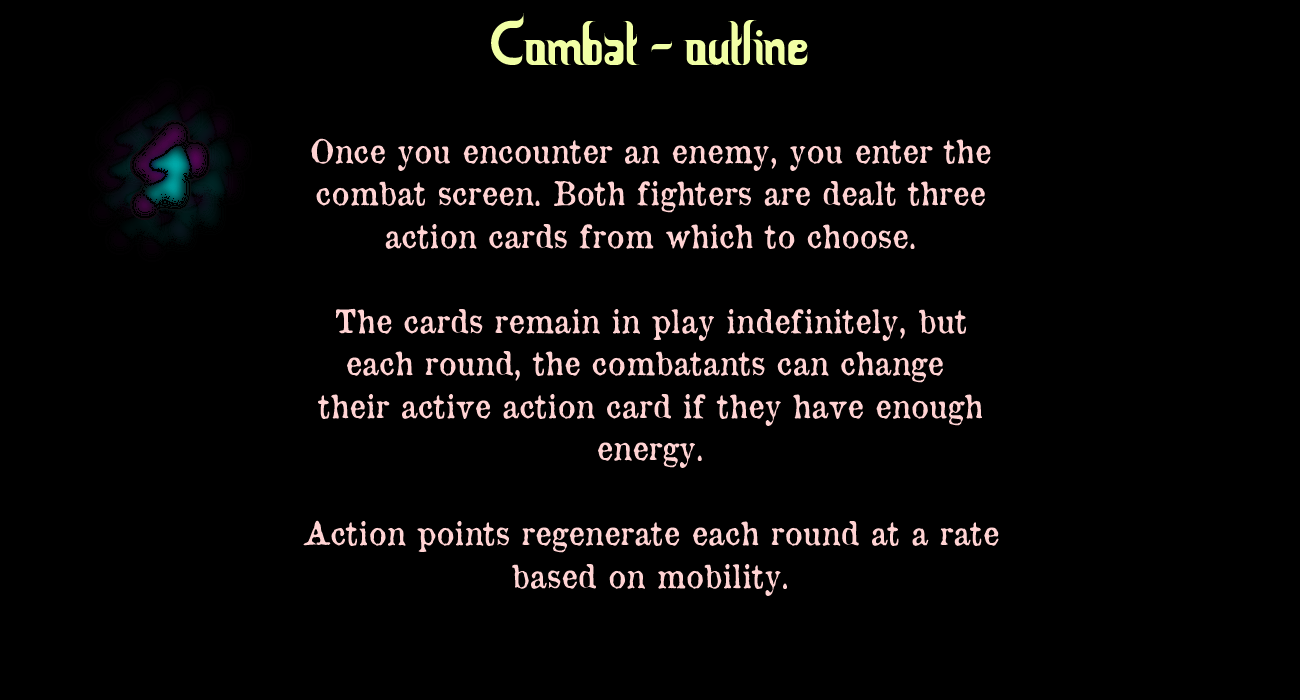 Combat - outline
Once you encounter an enemy, you enter the
combat screen. Both fighters are dealt three
action cards from which to choose.
The cards remain in play indefinitely, but
each round, the combatants can change
their active action card if they have enough
energy.
Action points regenerate each round at a rate
based on mobility.